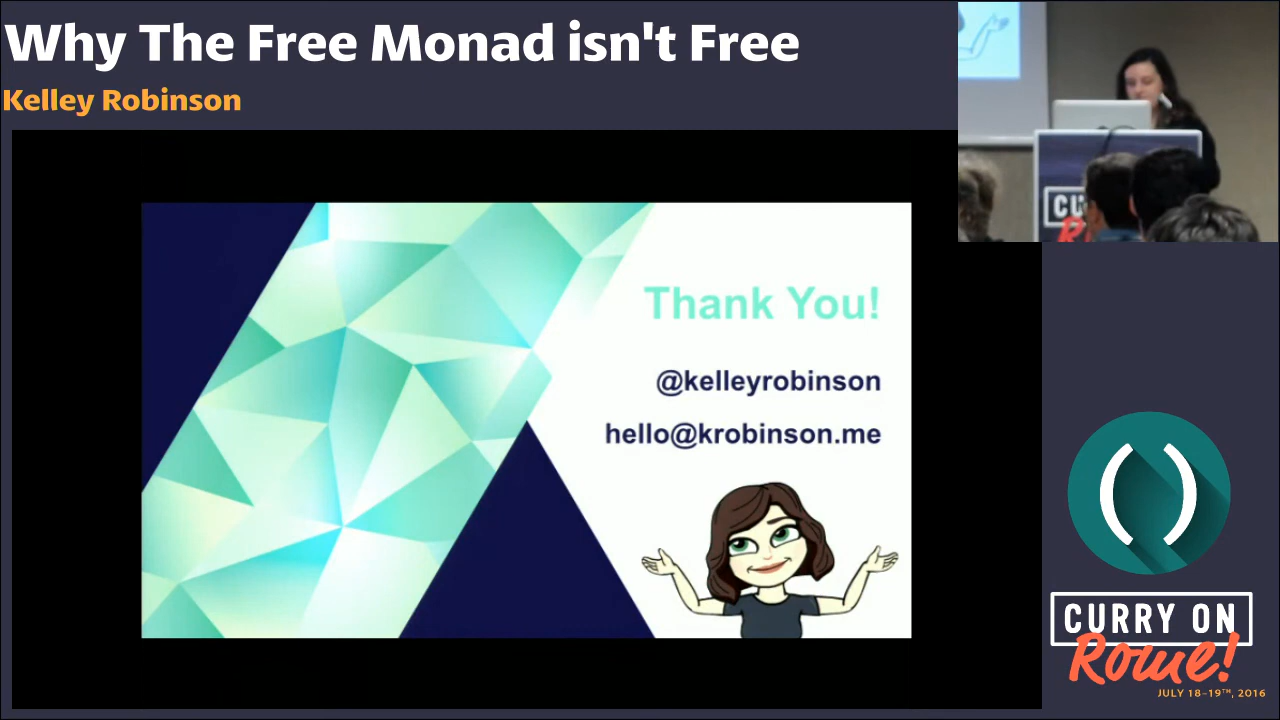 Why The Free Monad isn't Free
Kelley Robinson
Thank You!
@kelleyrobinson
hello@krobinson.me
CU
R
CURRY ON
Rome!
JULY 18-19TH, 2016